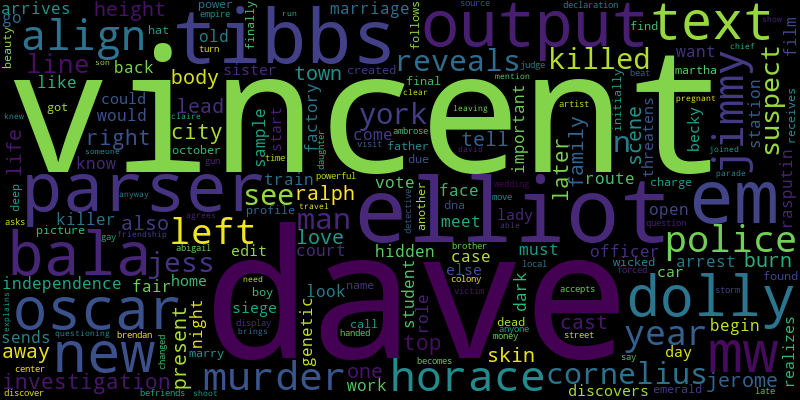 arrives height tibbs finally power empire marriage output text source declaration run
beauty go hat old follows find want film show
align reveals mention chief
line sister created final killed martha
son turn judge beat
like back body town clear pregnant
knew got claire vincent initially
could lead york leaving artist jimmy suspect
would city factory come ambrose important
right october sample start father visit tell n scene station
someone daughter due david later family threatens becky joined
life know time vote powerful wedding route parade receives
parser train see face elliot em charge rasputin
deep anyway gun ralph travel another dna move
killer also profile man detective meet lady able open question
asks picture gay left agrees love hidden brother officer police
bala abigail court case must wicked arrest burn
jess friendship edit
independence fair home need look name student else colony dark local forced car found
explains boy dave victim accepts dolly storm
oscar siege genetic role cast
sends present night display call dead street year begin
questioning brendan brings handed top anyone money emerald
new changed skin say day mw realizes
away marry
center murder one becomes horace cornelius jerome
investigation work discovers
discover befriends shoot late